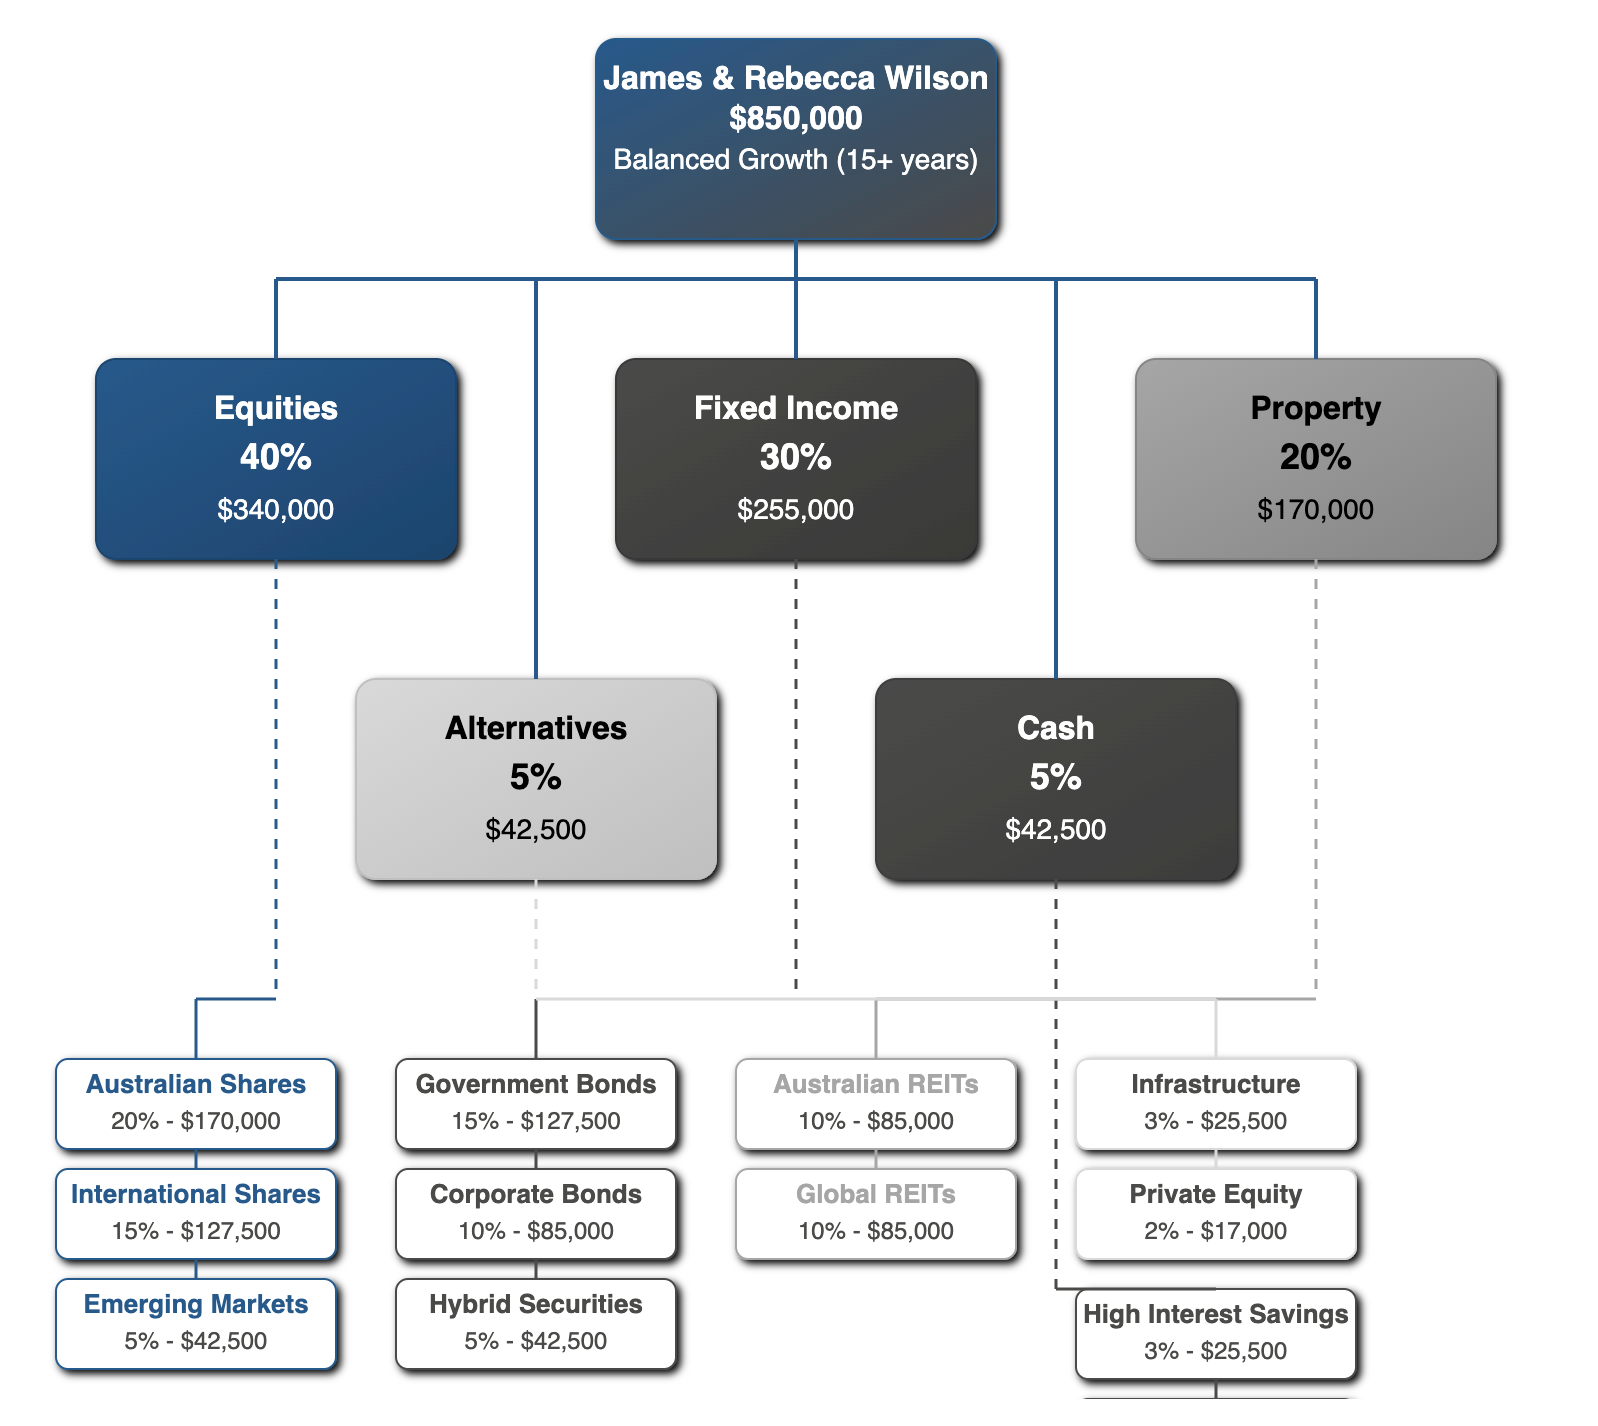 James & Rebecca Wilson
$850,000
Balanced Growth (15+ years)
Equities
40%
$340,000
Fixed Income
30%
$255,000
Property
20%
$170,000
Alternatives
5%
$42,500
Cash
5%
$42,500
Australian Shares
20% - $170,000
International Shares
15% - $127,500
Emerging Markets
5% - $42,500
Government Bonds
15% - $127,500
Corporate Bonds
10% - $85,000
Hybrid Securities
5% - $42,500
Australian REITs
10% - $85,000
Global REITs
10% - $85,000
Infrastructure
3% - $25,500
Private Equity
2% - $17,000
High Interest Savings
3% - $25,500